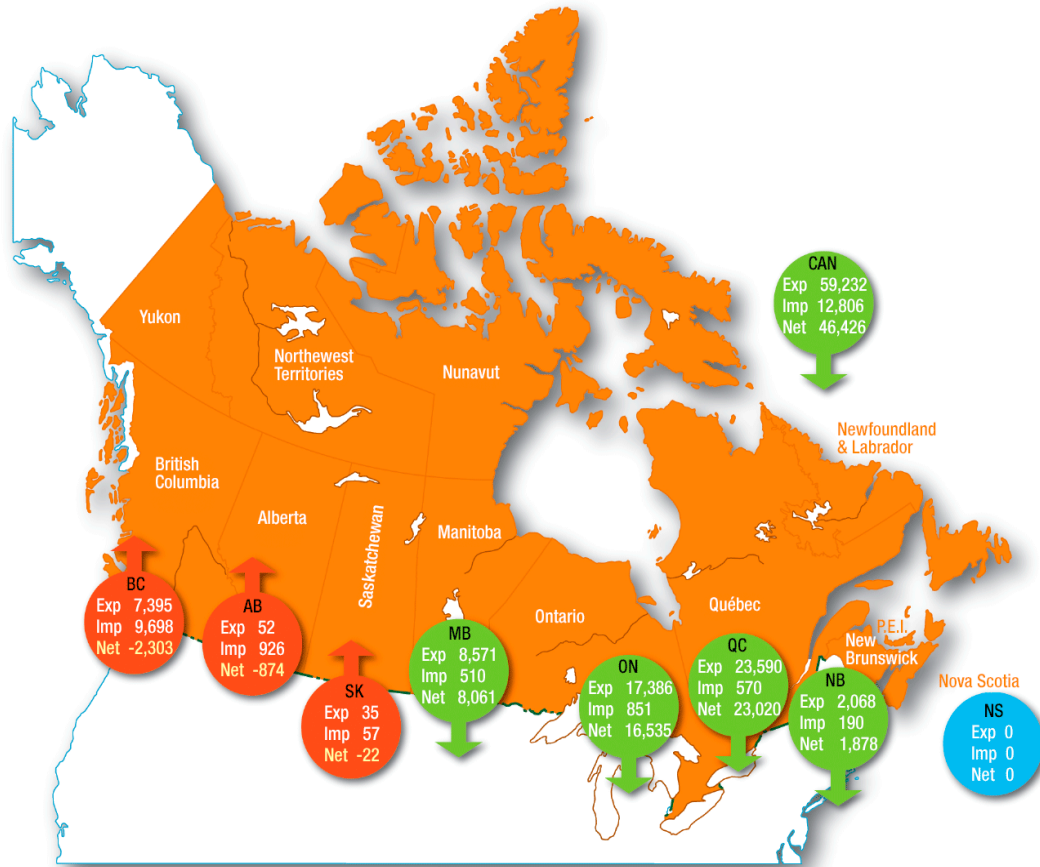 CAN
Exp 59,232
Imp 12,806
Net 46,426
Yukon
Northewest
Territories
Nunavut
Newfoundland
& Labrador
British
Columbia
Alberta
Saskatchewan
Manitoba
Ontario
Québec
P.E.I.
New
Brunswick
Nova Scotia
BC
Exp 7,395
Imp 9,698
Net -2,303
AB
Exp 52
Imp 926
Net -874
SK
Exp 35
Imp 57
Net -22
MB
Exp 8,571
Imp 510
Net 8,061
ON
Exp 17,386
Imp 851
Net 16,535
QC
Exp 23,590
Imp 570
Net 23,020
NB
Exp 2,068
Imp 190
Net 1,878
NS
Exp 0
Imp 0
Net 0